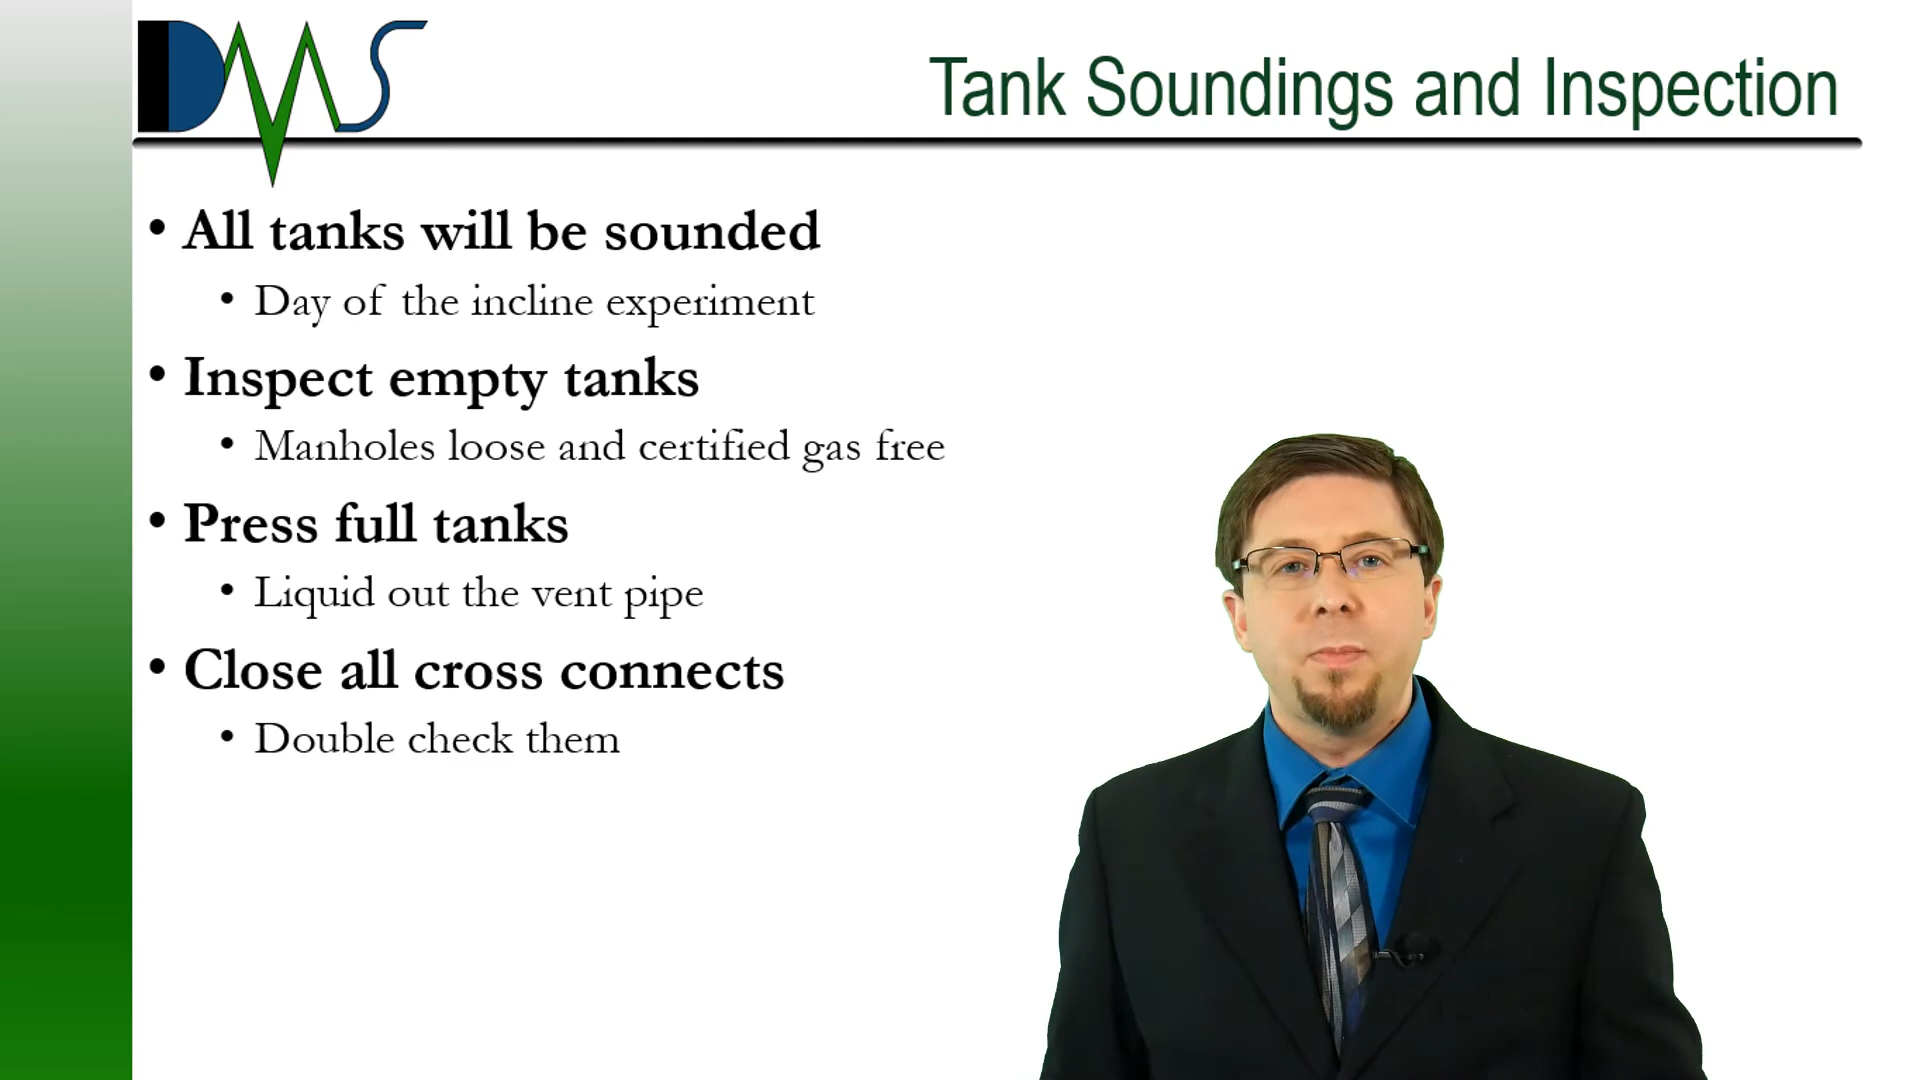 DMS
Tank Soundings and Inspection
• All tanks will be sounded
• Day of the incline experiment
• Inspect empty tanks
• Manholes loose and certified gas free
• Press full tanks
• Liquid out the vent pipe
• Close all cross connects
• Double check them